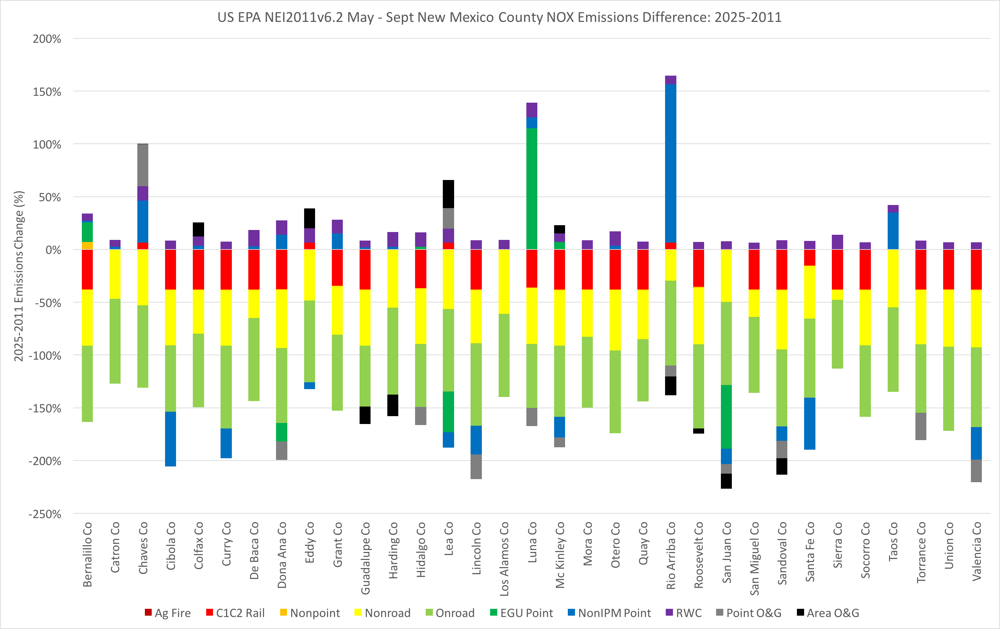 US EPA NEI2011v6.2 May - Sept New Mexico County NOX Emissions Difference: 2025-2011
2025-2011 Emissions Change (%)
200%
150%
100%
50%
0%
-50%
-100%
-150%
-200%
-250%
Bernalillo Co
Catron Co
Chaves Co
Cibola Co
Colfax Co
Curry Co
De Baca Co
Dona Ana Co
Eddy Co
Grant Co
Guadalupe Co
Harding Co
Hidalgo Co
Lea Co
Lincoln Co
Los Alamos Co
Luna Co
Mc Kinley Co
Mora Co
Otero Co
Quay Co
Rio Arriba Co
Roosevelt Co
San Juan Co
San Miguel Co
Sandoval Co
Santa Fe Co
Sierra Co
Socorro Co
Taos Co
Torrance Co
Union Co
Valencia Co
Ag Fire C1C2 Rail Nonpoint Nonroad Onroad EGU Point NonIPM Point RWC Point O&G Area O&G